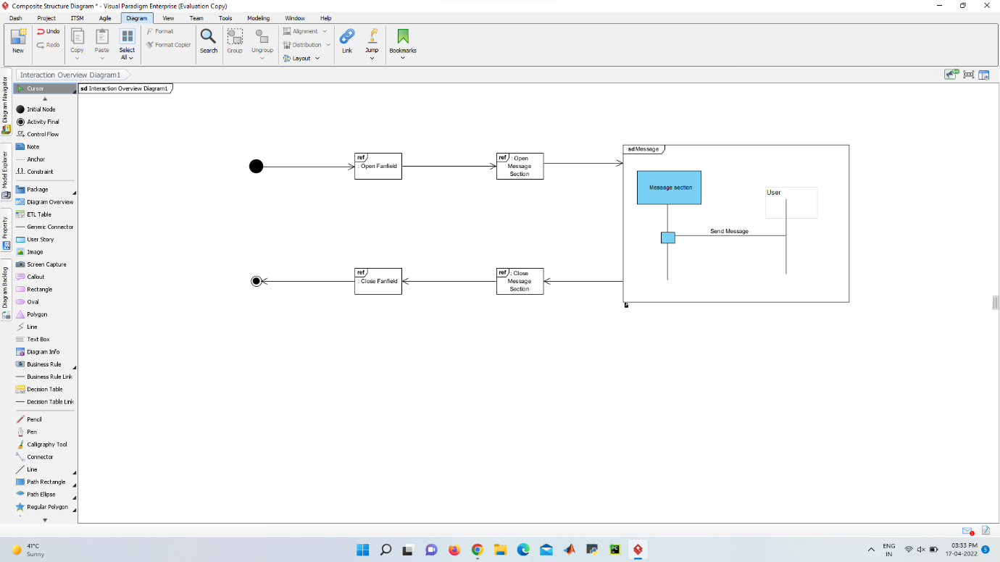 Composite Structure Diagram * - Visual Paradigm Enterprise (Evaluation Copy)
Dash Project ITSM Agile Diagram View Team Tools Modeling Window Help
New
Undo
Redo
Copy
Paste
Select
All
Format
Format Copier
Search
Group
Ungroup
Alignment
Distribution
Layout
Link
Jump
Bookmarks
Interaction Overview Diagram1
Diagram Navigator
Model Explorer
Property
Diagram Backlog
Cursor
Initial Node
Activity Final
Control Flow
Note
Anchor
Constraint
Package
Diagram Overview
ETL Table
Generic Connector
User Story
Image
Screen Capture
Callout
Rectangle
Oval
Polygon
Line
Text Box
Diagram Info
Business Rule
Business Rule Link
Decision Table
Decision Table Link
Pencil
Pen
Calligraphy Tool
Connector
Line
Path Rectangle
Path Ellipse
Regular Polygon
sd Interaction Overview Diagram1
ref
: Open Fanfield
ref : Open
Message
Section
sd Message
Message section
User
Send Message
ref
: Close Fanfield
ref : Close
Message
Section
41°C
Sunny
ENG
IN
03:33 PM
17-04-2022
5